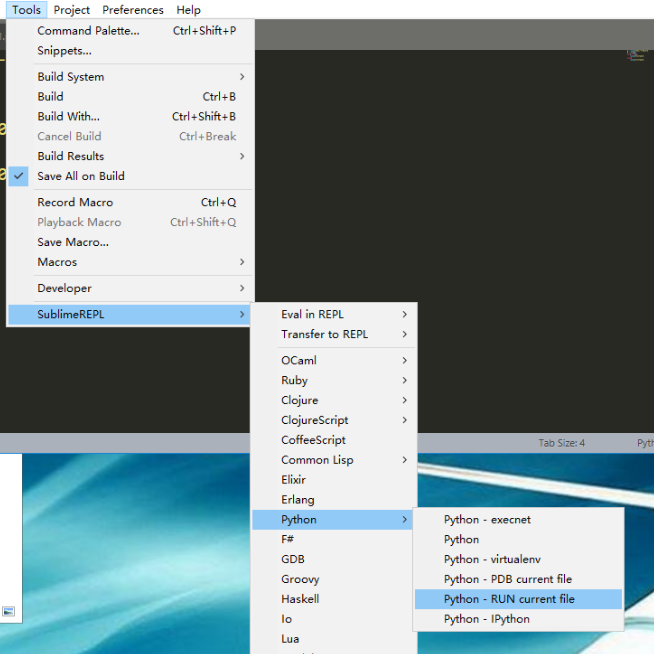 Tools Project Preferences Help
Command Palette... Ctrl+Shift+P
Snippets...
Build System
Build Ctrl+B
Build With... Ctrl+Shift+B
Cancel Build Ctrl+Break
Build Results
Save All on Build
Record Macro Ctrl+Q
Playback Macro Ctrl+Shift+Q
Save Macro...
Macros
Developer
SublimeREPL
Eval in REPL
Transfer to REPL
OCaml
Ruby
Clojure
ClojureScript
CoffeeScript
Common Lisp
Elixir
Erlang
Python
F#
GDB
Groovy
Haskell
Io
Lua
Python - execnet
Python
Python - virtualenv
Python - PDB current file
Python - RUN current file
Python - IPython
Tab Size: 4